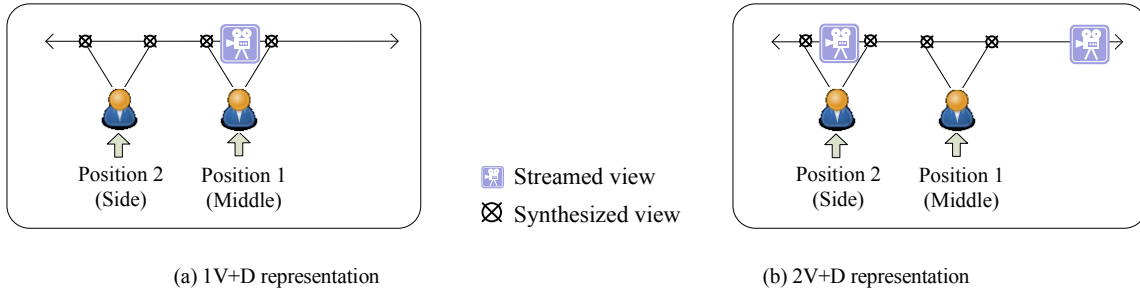 Position 2 Position 1
(Side) (Middle)
Streamed view
Synthesized view
Position 2 Position 1
(Side) (Middle)
(a) 1V+D representation
(b) 2V+D representation